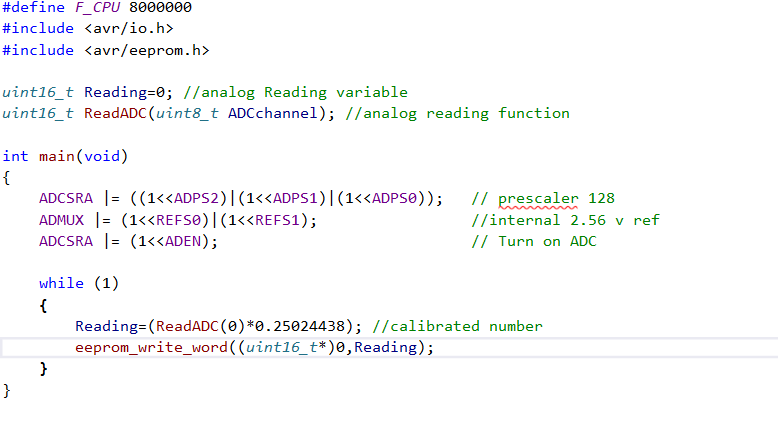 #define F_CPU 8000000
#include <avr/io.h>
#include <avr/eeprom.h>
uint16_t Reading=0; //analog Reading variable
uint16_t ReadADC(uint8_t ADCchannel); //analog reading function
int main(void)
{
ADCSRA |= ((1<<ADPS2)|(1<<ADPS1)|(1<<ADPS0)); // prescaler 128
ADMUX |= (1<<REFS0)|(1<<REFS1); //internal 2.56 v ref
ADCSRA |= (1<<ADEN); // Turn on ADC
while (1)
{
Reading=(ReadADC(0)*0.25024438); //calibrated number
eeprom_write_word((uint16_t*)0,Reading);
}
}